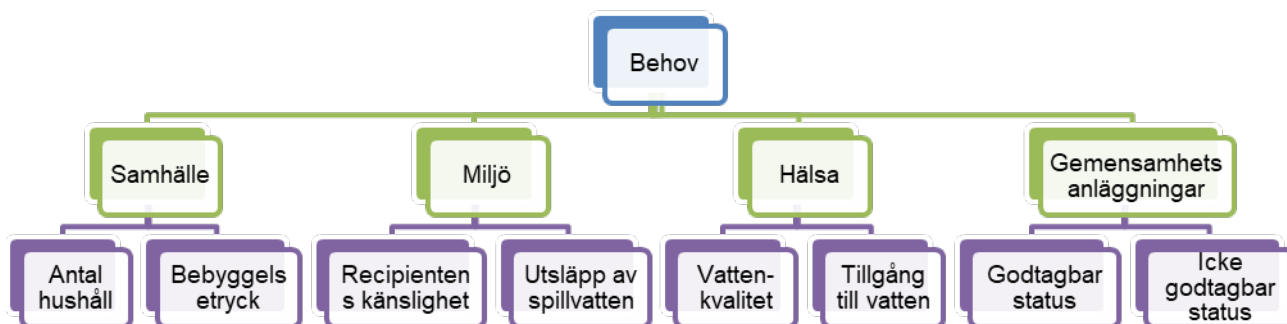 Behov
Samhälle
Miljö
Hälsa
Gemensamhets
anläggningar
Antal
hushåll
Bebyggels
etryck
Recipienten
s känslighet
Utsläpp av
spillvatten
Vatten-
kvalitet
Tillgång
till vatten
Godtagbar
status
Icke
godtagbar
status